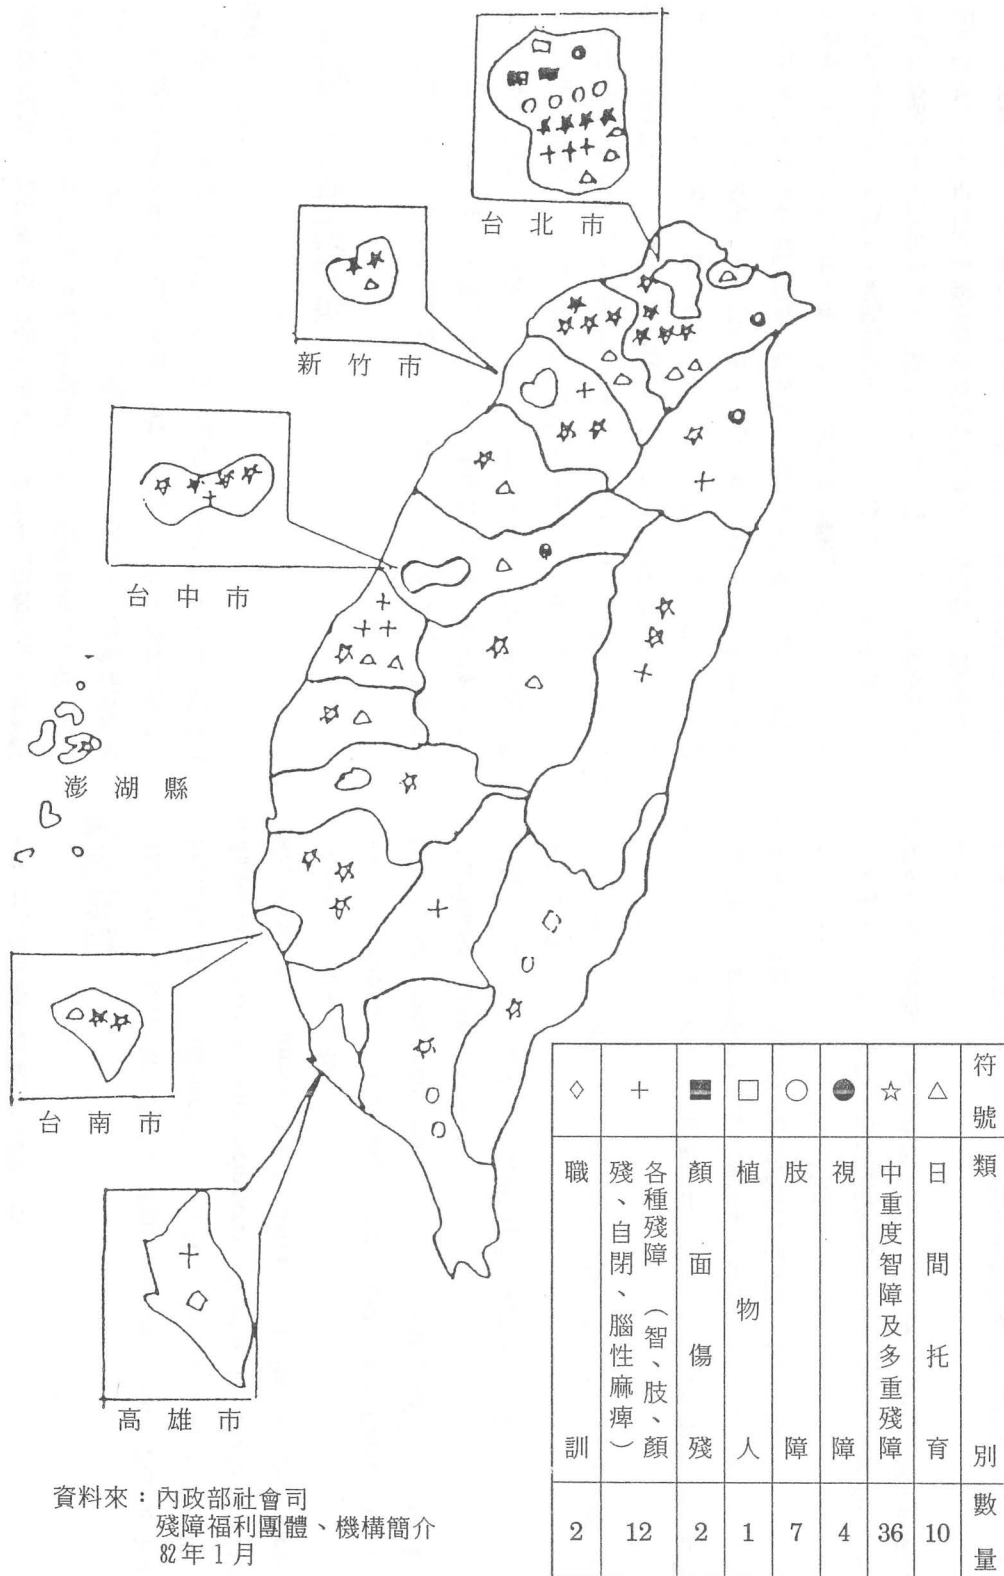 台北市
新竹市
台中市
澎湖縣
台南市
高雄市
符號 類別 數量
△ 日間托育 10
☆ 中重度智障及多重殘障 36
視障 4
○ 肢障 7
□ 植物人 1
顏面傷殘 2
+ 各種殘障(智、肢、顏
殘、自閉、腦性麻痺) 12
◇ 職訓 2
資料來：內政部社會司
殘障福利團體、機構簡介
82年1月